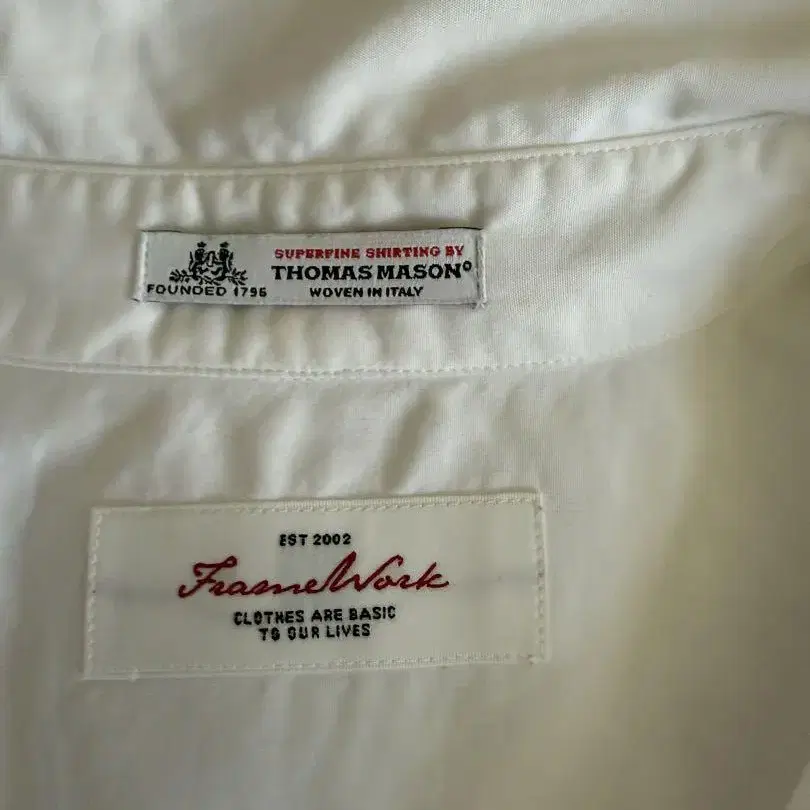 SUPERFINE SHIRTING BY
THOMAS MASON°
FOUNDED 1796
WOVEN IN ITALY
EST 2002
FrameWork
CLOTHES ARE BASIC
TO OUR LIVES